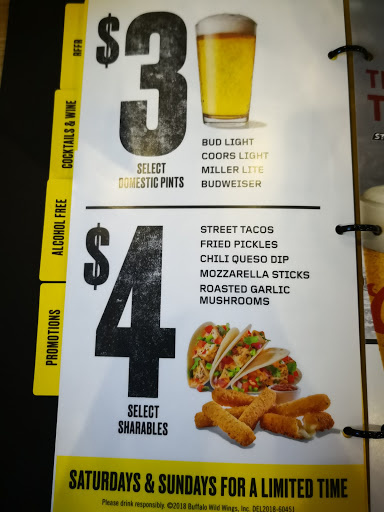 BEER
COCKTAILS & WINE
ALCOHOL FREE
PROMOTIONS
$3
SELECT
DOMESTIC PINTS
BUD LIGHT
COORS LIGHT
MILLER LITE
BUDWEISER
$4
SELECT
SHARABLES
STREET TACOS
FRIED PICKLES
CHILI QUESO DIP
MOZZARELLA STICKS
ROASTED GARLIC
MUSHROOMS
SATURDAYS & SUNDAYS FOR A LIMITED TIME
Please drink responsibly. ©2018 Buffalo Wild Wings, Inc. DEL2018-60451